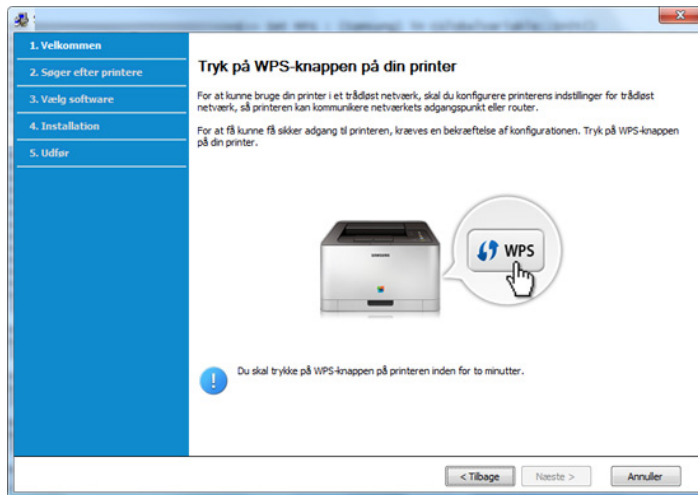 1. Velkommen
2. Søger efter printere
3. Vælg software
4. Installation
5. Udfør
Tryk på WPS-knappen på din printer
For at kunne bruge din printer i et trådløst netværk, skal du konfigurere printerens indstillinger for trådløst
netværk, så printeren kan kommunikere netværkets adgangspunkt eller router.
For at få kunne få sikker adgang til printeren, kræves en bekræftelse af konfigurationen. Tryk på WPS-knappen
på din printer.
SAMSUNG
WPS
Du skal trykke på WPS-knappen på printeren inden for to minutter.
< Tilbage
Næste >
Annuller